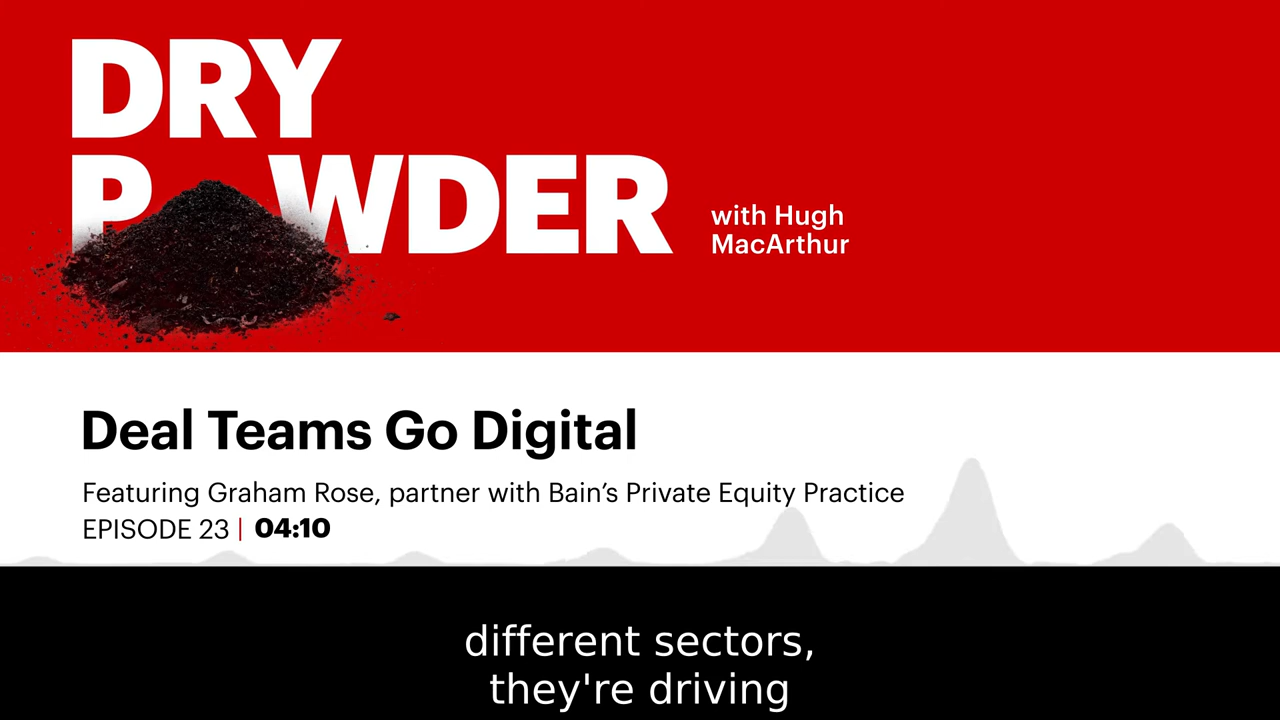 DRY
POWDER
with Hugh
MacArthur
Deal Teams Go Digital
Featuring Graham Rose, partner with Bain’s Private Equity Practice
EPISODE 23 | 04:10
different sectors,
they're driving